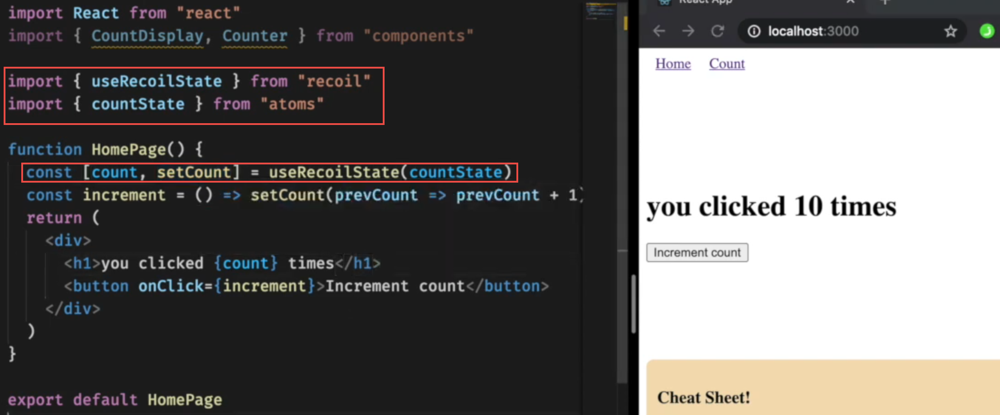 import React from "react"
import { CountDisplay, Counter } from "components"
import { useRecoilState } from "recoil"
import { countState } from "atoms"
function HomePage() {
const [count, setCount] = useRecoilState(countState)
const increment = () => setCount(prevCount => prevCount + 1)
return (
<div>
<h1>you clicked {count} times</h1>
<button onClick={increment}>Increment count</button>
</div>
)
}
export default HomePage
React App
localhost:3000
Home Count
you clicked 10 times
Increment count
Cheat Sheet!